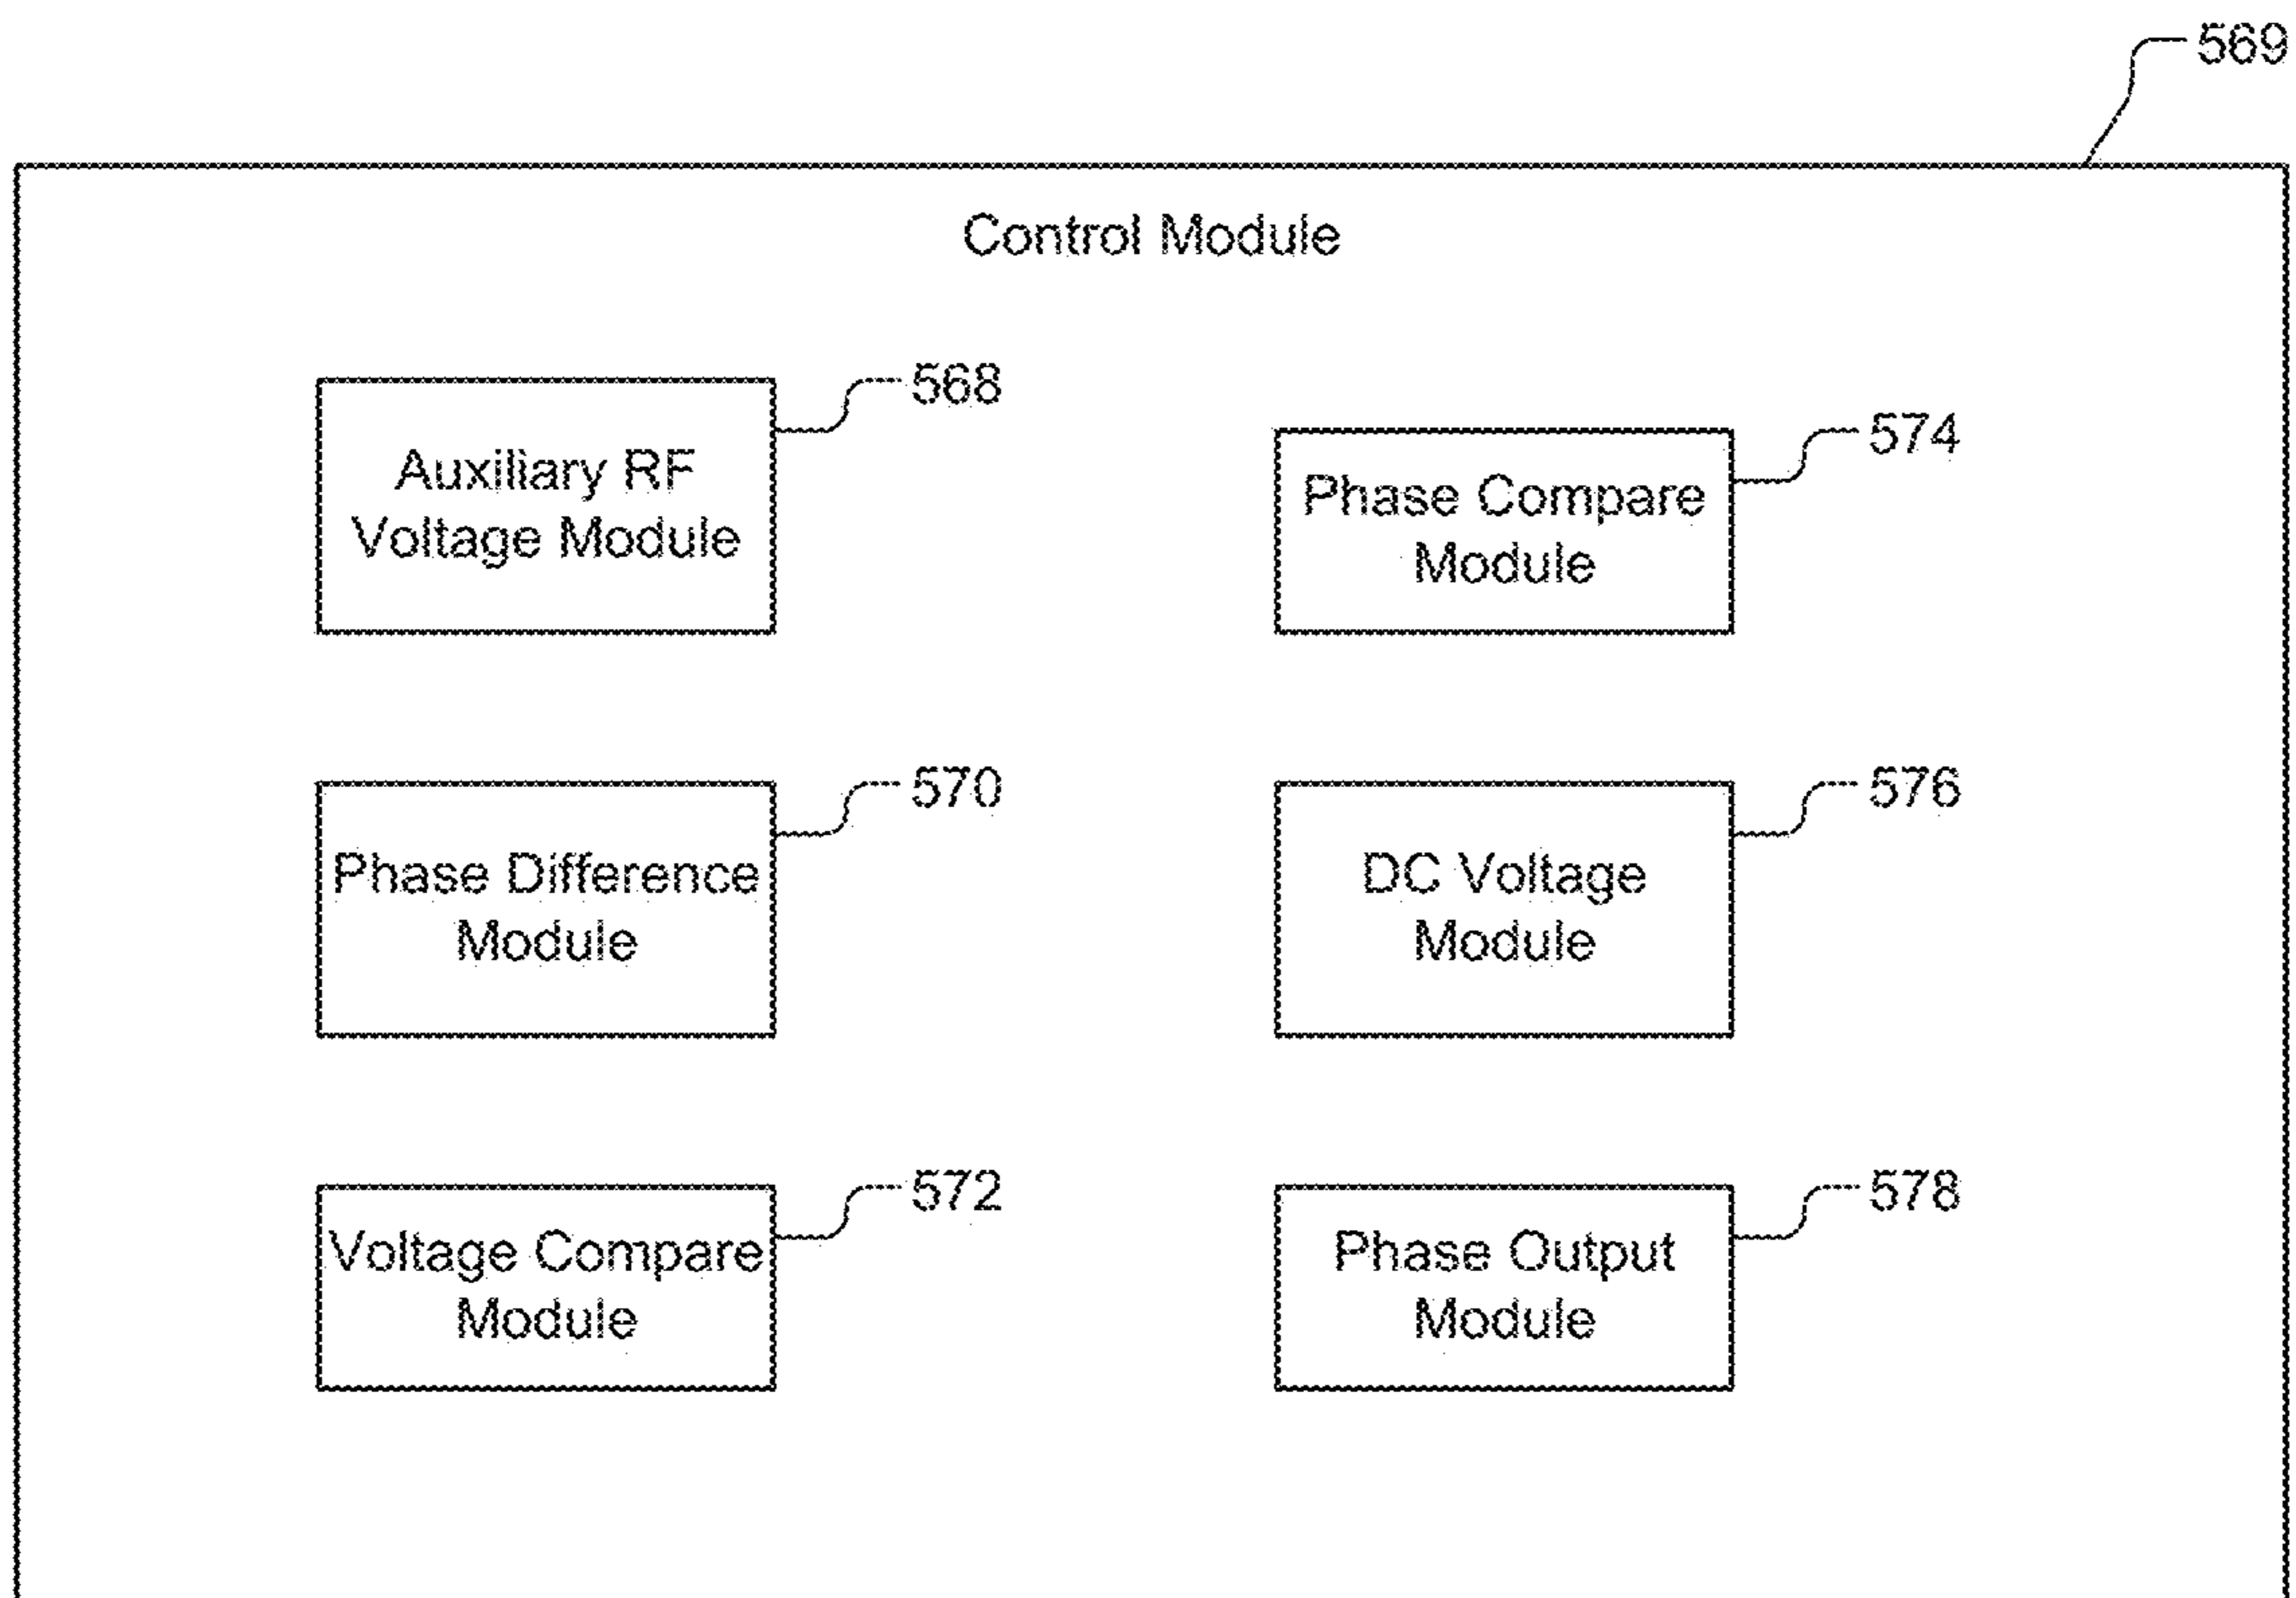 569
Control Module
568
Auxiliary RF
Voltage Module
574
Phase Compare
Module
570
Phase Difference
Module
576
DC Voltage
Module
572
Voltage Compare
Module
578
Phase Output
Module